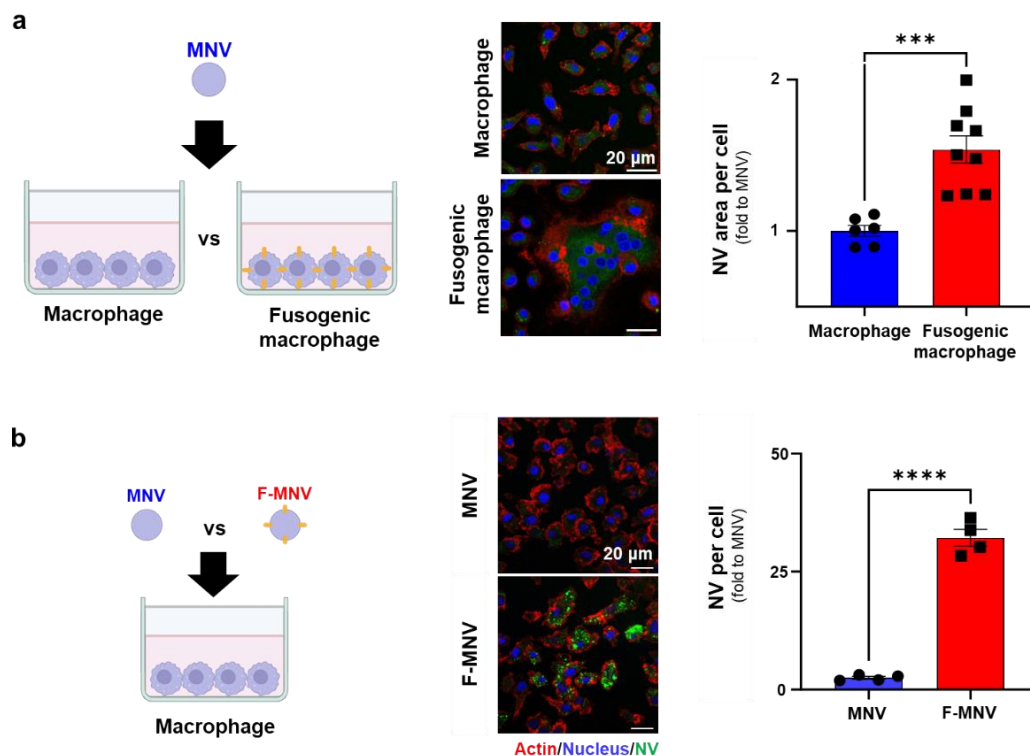 a
MNV
vs
Macrophage
Fusogenic
macrophage
Macrophage
20 µm
Fusogenic
mcarophage
NV area per cell
(fold to MNV)
2
1
***
Macrophage
Fusogenic
macrophage
b
MNV
vs
F-MNV
Macrophage
MNV
20 µm
F-MNV
Actin/Nucleus/NV
NV per cell
(fold to MNV)
50
25
0
****
MNV
F-MNV